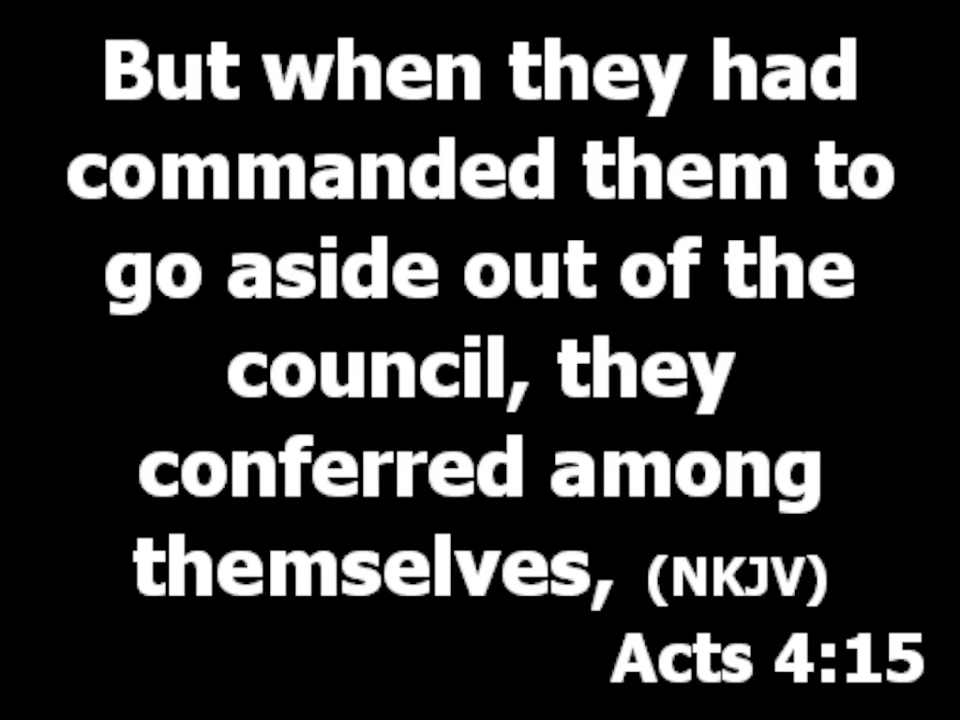 But when they had
commanded them to
go aside out of the
council, they
conferred among
themselves, (NKJV)
Acts 4:15